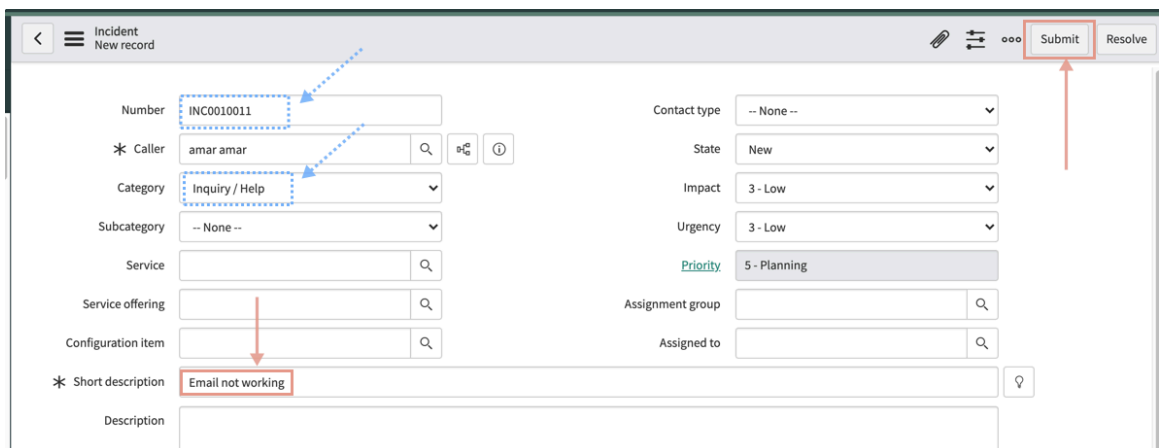 Incident
New record
Submit
Resolve
Number
INC0010011
Contact type
-- None --
Caller
amar amar
State
New
Category
Inquiry / Help
Impact
3 - Low
Subcategory
-- None --
Urgency
3 - Low
Service
Priority
5 - Planning
Service offering
Assignment group
Configuration item
Assigned to
Short description
Email not working
Description